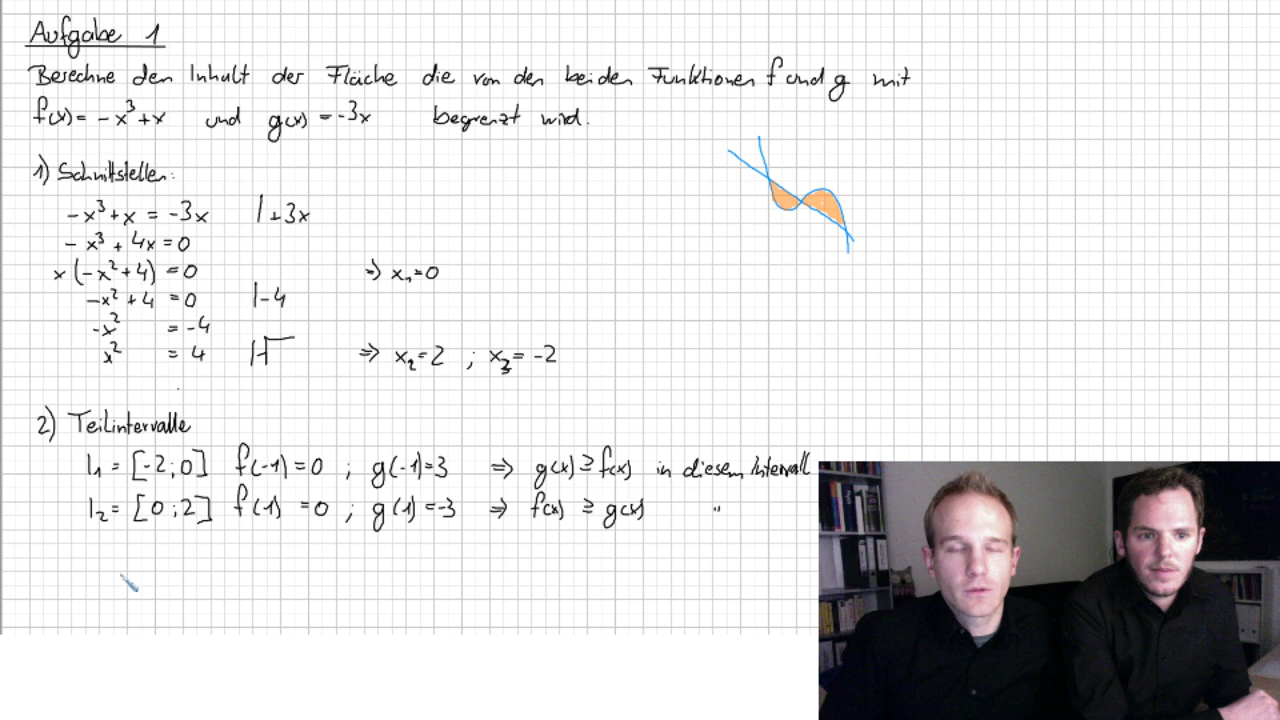 Aufgabe 1
Berechne den Inhalt der Fläche die von den beiden Funktionen f und g mit
f(x) = -x³+x und g(x) = -3x begrenzt wird.
1) Schnittstellen:
-x³+x = -3x |+3x
-x³ + 4x = 0
x(-x²+4) = 0 ⇒ x₁=0
-x² + 4 = 0 |-4
-x² = -4
x² = 4 |√ ⇒ x₂=2 ; x₃= -2
2) Teilintervalle
I₁ = [-2;0] f(-1)=0 ; g(-1)=3 ⇒ g(x) ≥ f(x) in diesem Intervall
I₂ = [0;2] f(1) =0 ; g(1) =-3 ⇒ f(x) ≥ g(x) "